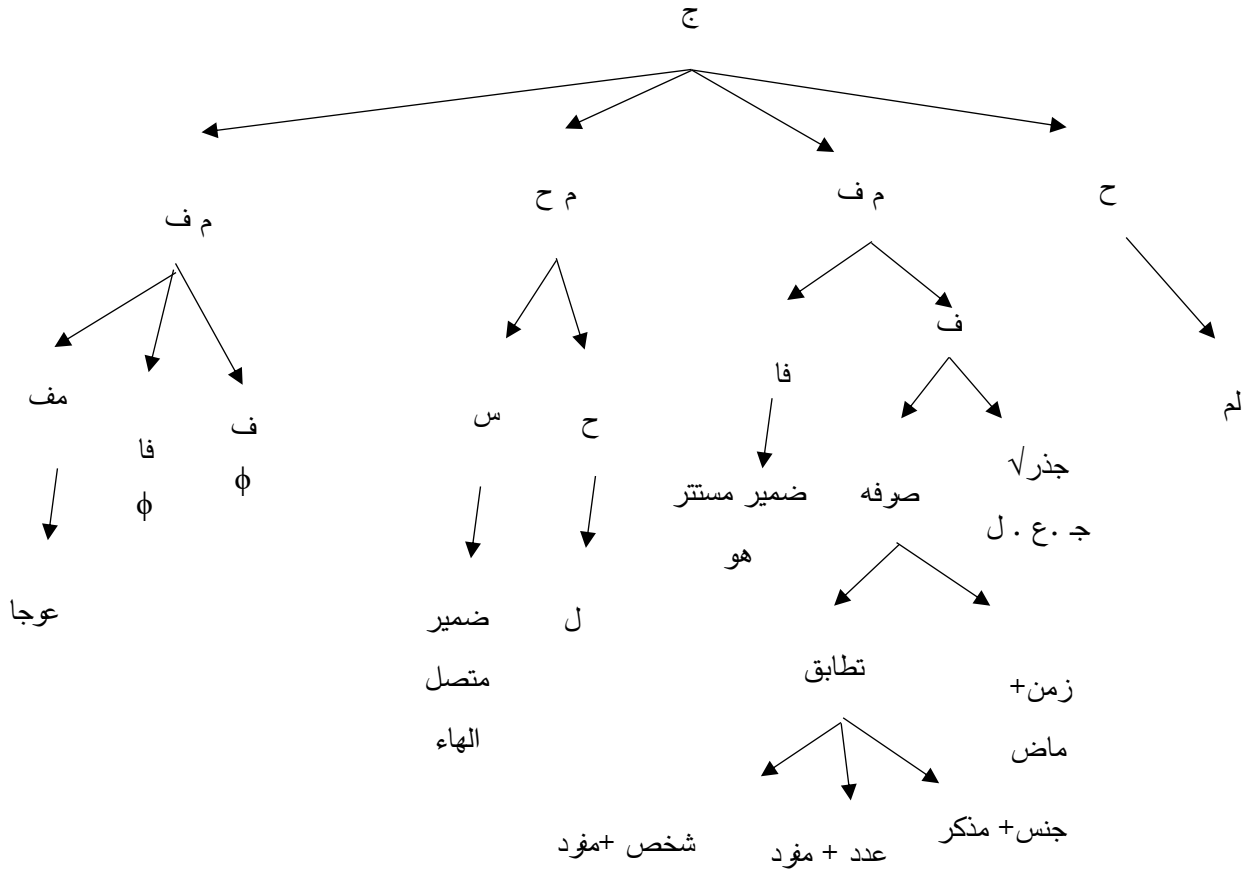 ج
ح
م ف
م ح
م ف
لم
ف
فا
ح
س
ف
φ
فا
φ
مف
جذر√
جـ .ع . ل
صرفه
ضمير مستتر
هو
ل
ضمير
متصل
الهاء
عوجا
زمن+
ماض
تطابق
جنس+ مذكر
عدد + مفرد
شخص +مفرد